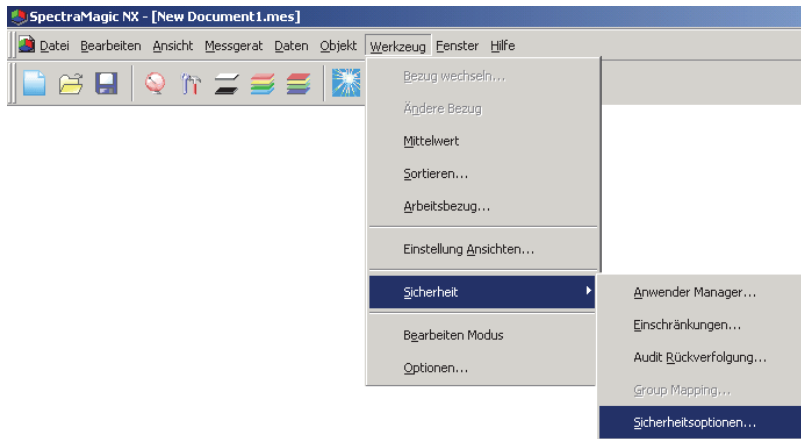 SpectraMagic NX - [New Document1.mes]
Datei Bearbeiten Ansicht Messgerat Daten Objekt Werkzeug Fenster Hilfe
Bezug wechseln...
Ändere Bezug
Mittelwert
Sortieren...
Arbeitsbezug...
Einstellung Ansichten...
Sicherheit
Anwender Manager...
Einschränkungen...
Bearbeiten Modus
Audit Rückverfolgung...
Optionen...
Group Mapping...
Sicherheitsoptionen...